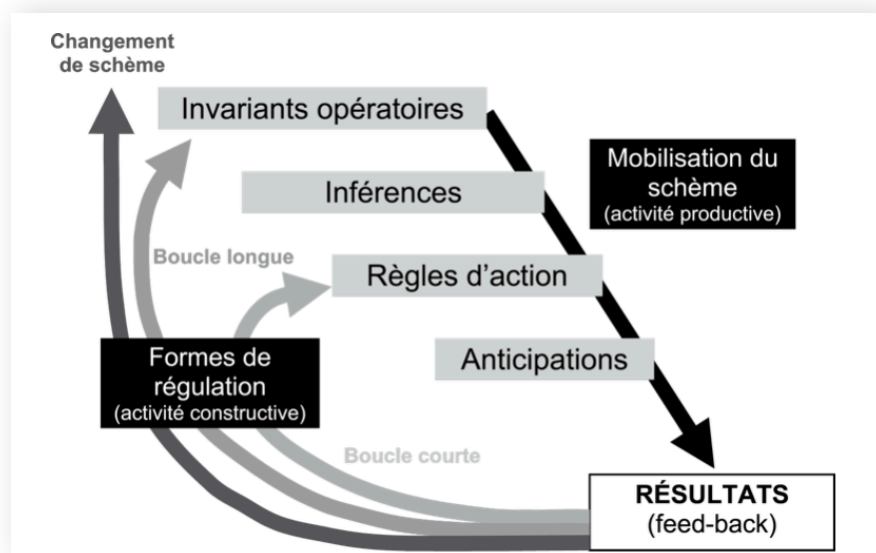 Changement
de schème
Invariants opératoires
Mobilisation du
schème
(activité productive)
Inférences
Boucle longue
Règles d'action
Formes de
régulation
(activité constructive)
Anticipations
Boucle courte
RÉSULTATS
(feed-back)